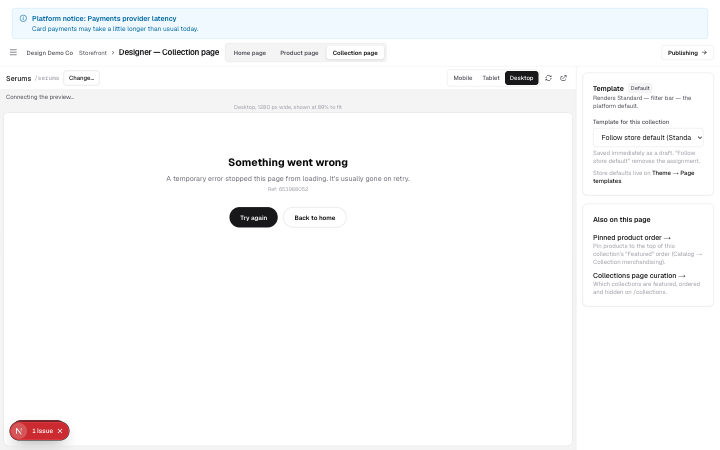 Platform notice: Payments provider latency
Card payments may take a little longer than usual today.
Design Demo Co Storefront > Designer — Collection page Home page Product page Collection page Publishing →
Serums /serums Change… Mobile Tablet Desktop
Connecting the preview…
Desktop, 1280 px wide, shown at 89% to fit
Something went wrong
A temporary error stopped this page from loading. It's usually gone on retry.
Try again Back to home
N 1 Issue ×
Template Default
Renders Standard — filter bar — the
platform default.
Template for this collection
Follow store default (Standa
Saved immediately as a draft. "Follow
store default" removes the assignment.
Store defaults live on Theme → Page
templates
Also on this page
Pinned product order →
Pin products to the top of this
collection's "Featured" order (Catalog →
Collection merchandising).
Collections page curation →
Which collections are featured, ordered
and hidden on /collections.